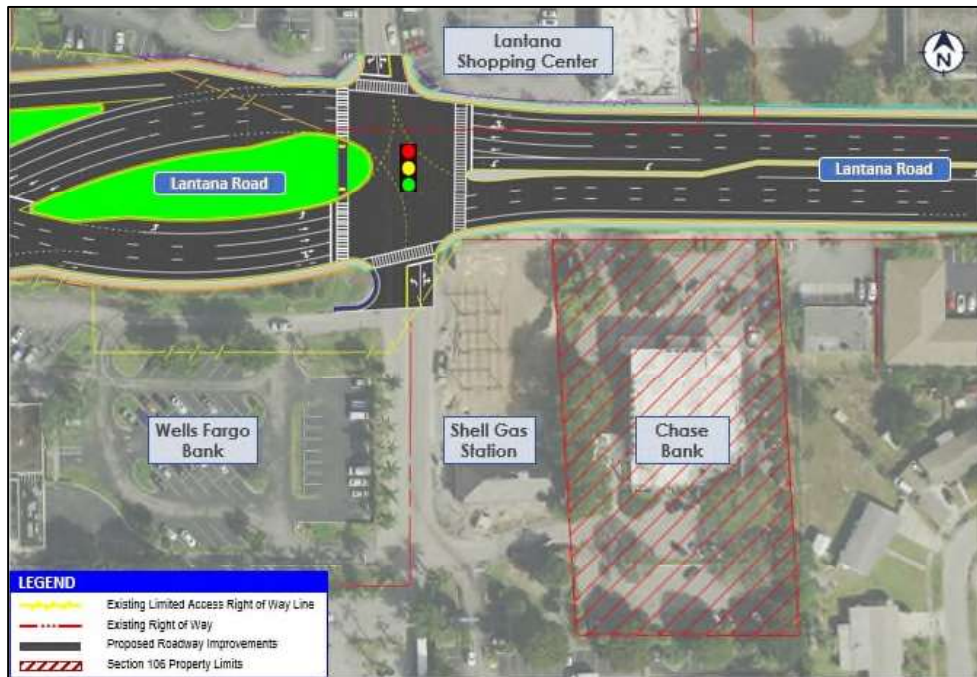 Lantana
Shopping Center
N
Lantana Road
Lantana Road
Wells Fargo
Bank
Shell Gas
Station
Chase
Bank
LEGEND
Existing Limited Access Right of Way Line
Existing Right of Way
Proposed Roadway Improvements
Section 106 Property Limits